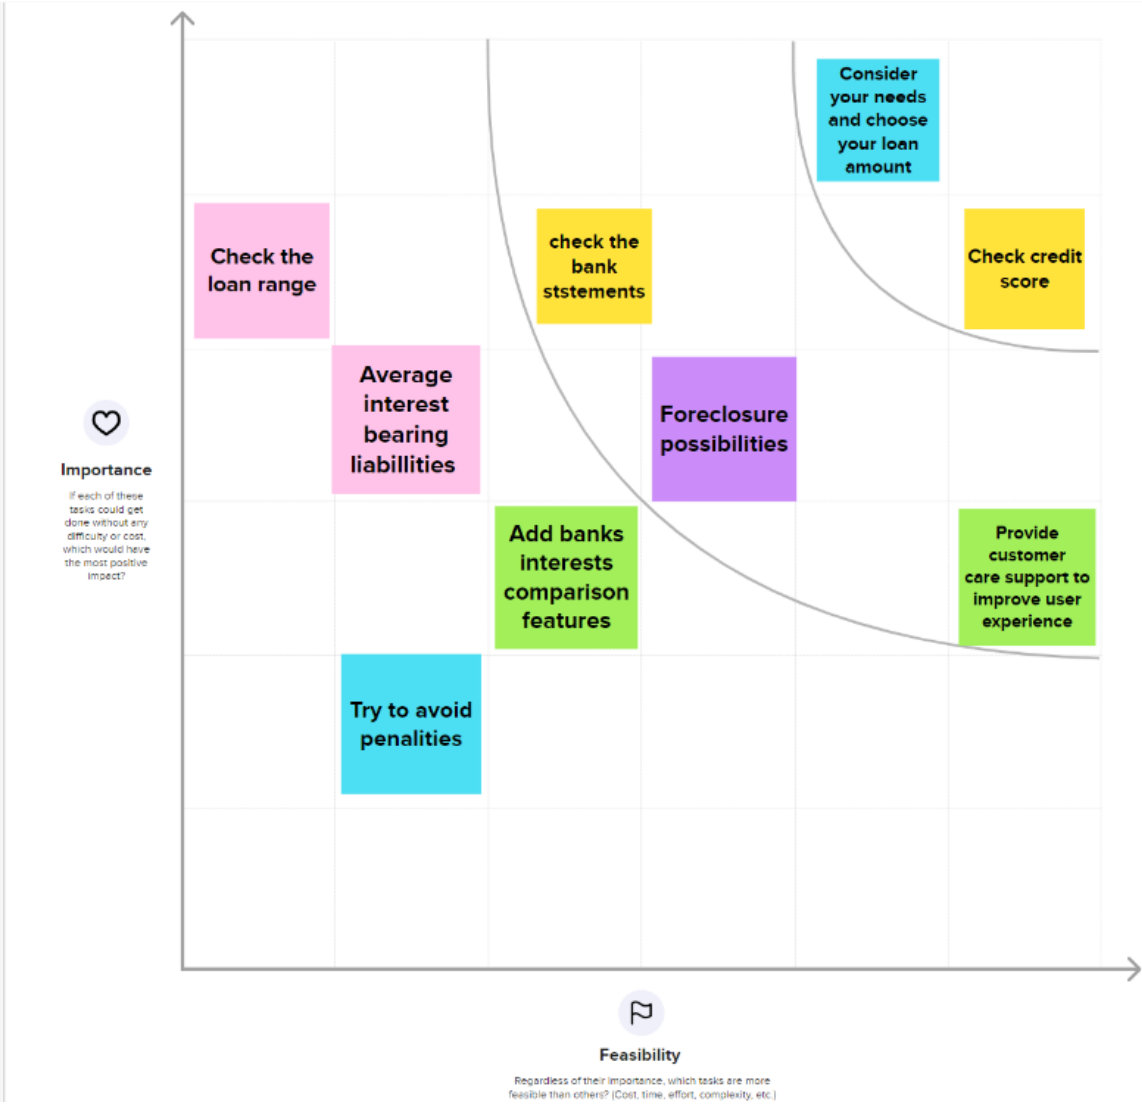 Consider
your needs
and choose
your loan
amount
Check the
loan range
check the
bank
ststements
Check credit
score
Average
interest
bearing
liabillities
Foreclosure
possibilities
Importance
If each of these
tasks could get
done without any
difficulty or cost,
which would have
the most positive
impact?
Add banks
interests
comparison
features
Provide
customer
care support to
improve user
experience
Try to avoid
penalities
Feasibility
Regardless of their importance, which tasks are more
feasible than others? (Cost, time, effort, complexity, etc.)